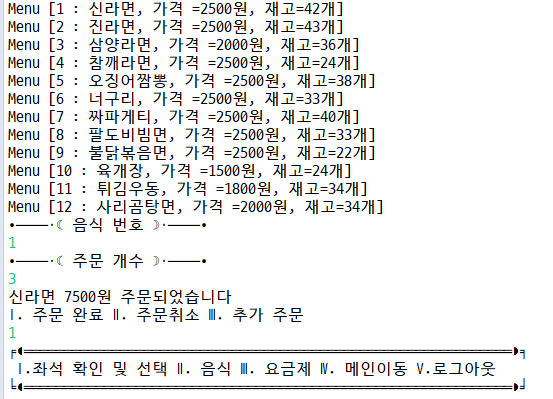 Menu [1 : 신라면, 가격 =2500원, 재고=42개]
Menu [2 : 진라면, 가격 =2500원, 재고=43개]
Menu [3 : 삼양라면, 가격 =2000원, 재고=36개]
Menu [4 : 참깨라면, 가격 =2500원, 재고=24개]
Menu [5 : 오징어짬뽕, 가격 =2500원, 재고=38개]
Menu [6 : 너구리, 가격 =2500원, 재고=33개]
Menu [7 : 짜파게티, 가격 =2500원, 재고=40개]
Menu [8 : 팔도비빔면, 가격 =2500원, 재고=33개]
Menu [9 : 불닭볶음면, 가격 =2500원, 재고=22개]
Menu [10 : 육개장, 가격 =1500원, 재고=24개]
Menu [11 : 튀김우동, 가격 =1800원, 재고=34개]
Menu [12 : 사리곰탕면, 가격 =2000원, 재고=34개]
•────·☾ 음식 번호 ☽·────•
1
•────·☾ 주문 개수 ☽·────•
3
신라면 7500원 주문되었습니다
Ⅰ. 주문 완료 Ⅱ. 주문취소 Ⅲ. 추가 주문
1
Ⅰ.좌석 확인 및 선택 Ⅱ. 음식 Ⅲ. 요금제 Ⅳ. 메인이동 Ⅴ.로그아웃